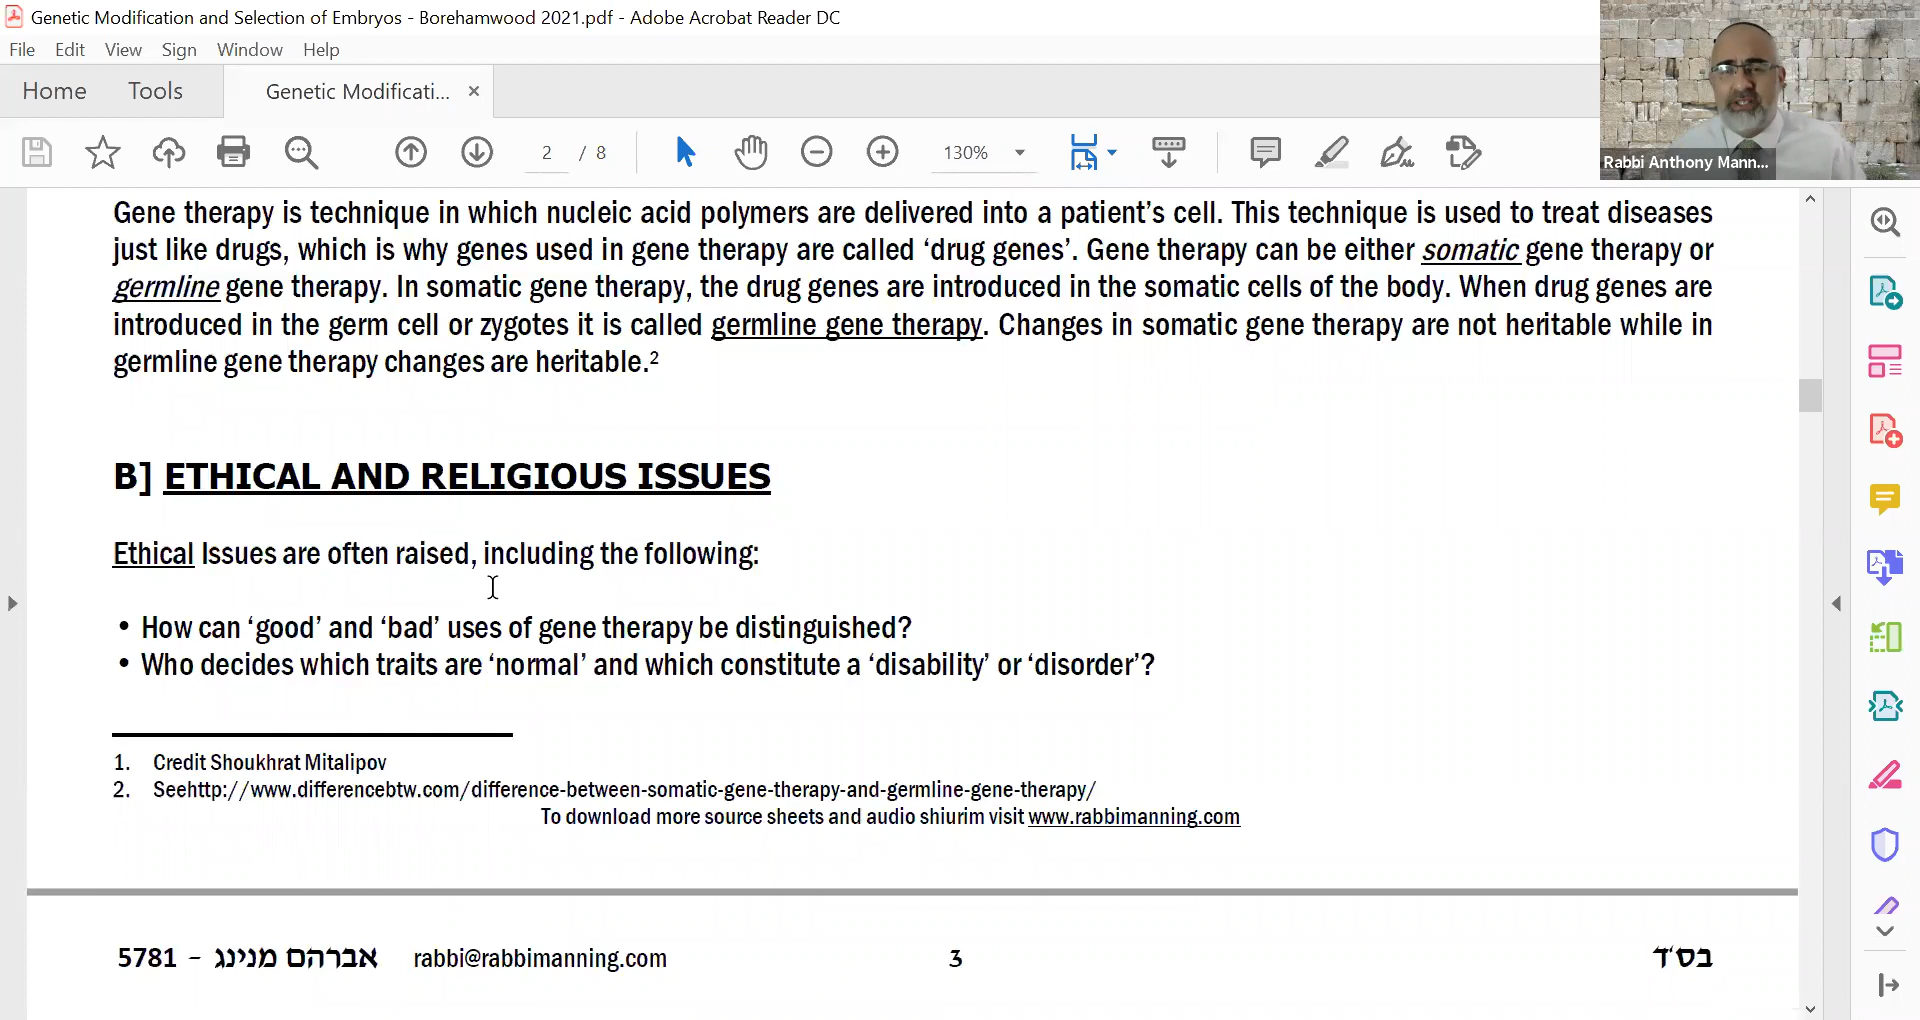 Genetic Modification and Selection of Embryos - Borehamwood 2021.pdf - Adobe Acrobat Reader DC
File Edit View Sign Window Help
Home Tools Genetic Modificati... ×
2 / 8 130%
Rabbi Anthony Mann...
Gene therapy is technique in which nucleic acid polymers are delivered into a patient’s cell. This technique is used to treat diseases
just like drugs, which is why genes used in gene therapy are called ‘drug genes’. Gene therapy can be either somatic gene therapy or
germline gene therapy. In somatic gene therapy, the drug genes are introduced in the somatic cells of the body. When drug genes are
introduced in the germ cell or zygotes it is called germline gene therapy. Changes in somatic gene therapy are not heritable while in
germline gene therapy changes are heritable.²
B] ETHICAL AND RELIGIOUS ISSUES
Ethical Issues are often raised, including the following:
• How can ‘good’ and ‘bad’ uses of gene therapy be distinguished?
• Who decides which traits are ‘normal’ and which constitute a ‘disability’ or ‘disorder’?
1. Credit Shoukhrat Mitalipov
2. Seehttp://www.differencebtw.com/difference-between-somatic-gene-therapy-and-germline-gene-therapy/
To download more source sheets and audio shiurim visit www.rabbimanning.com
5781 - אברהם מנינג rabbi@rabbimanning.com 3 בס'ד